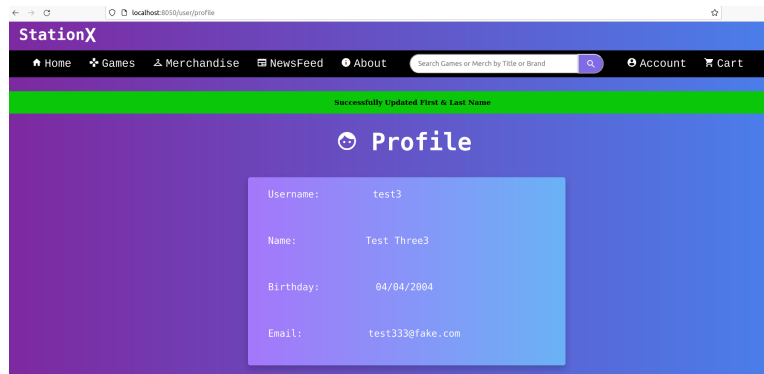 localhost:8050/user/profile
StationX
Home Games Merchandise NewsFeed About Search Games or Merch by Title or Brand Account Cart
Successfully Updated First & Last Name
Profile
Username: test3
Name: Test Three3
Birthday: 04/04/2004
Email: test333@fake.com